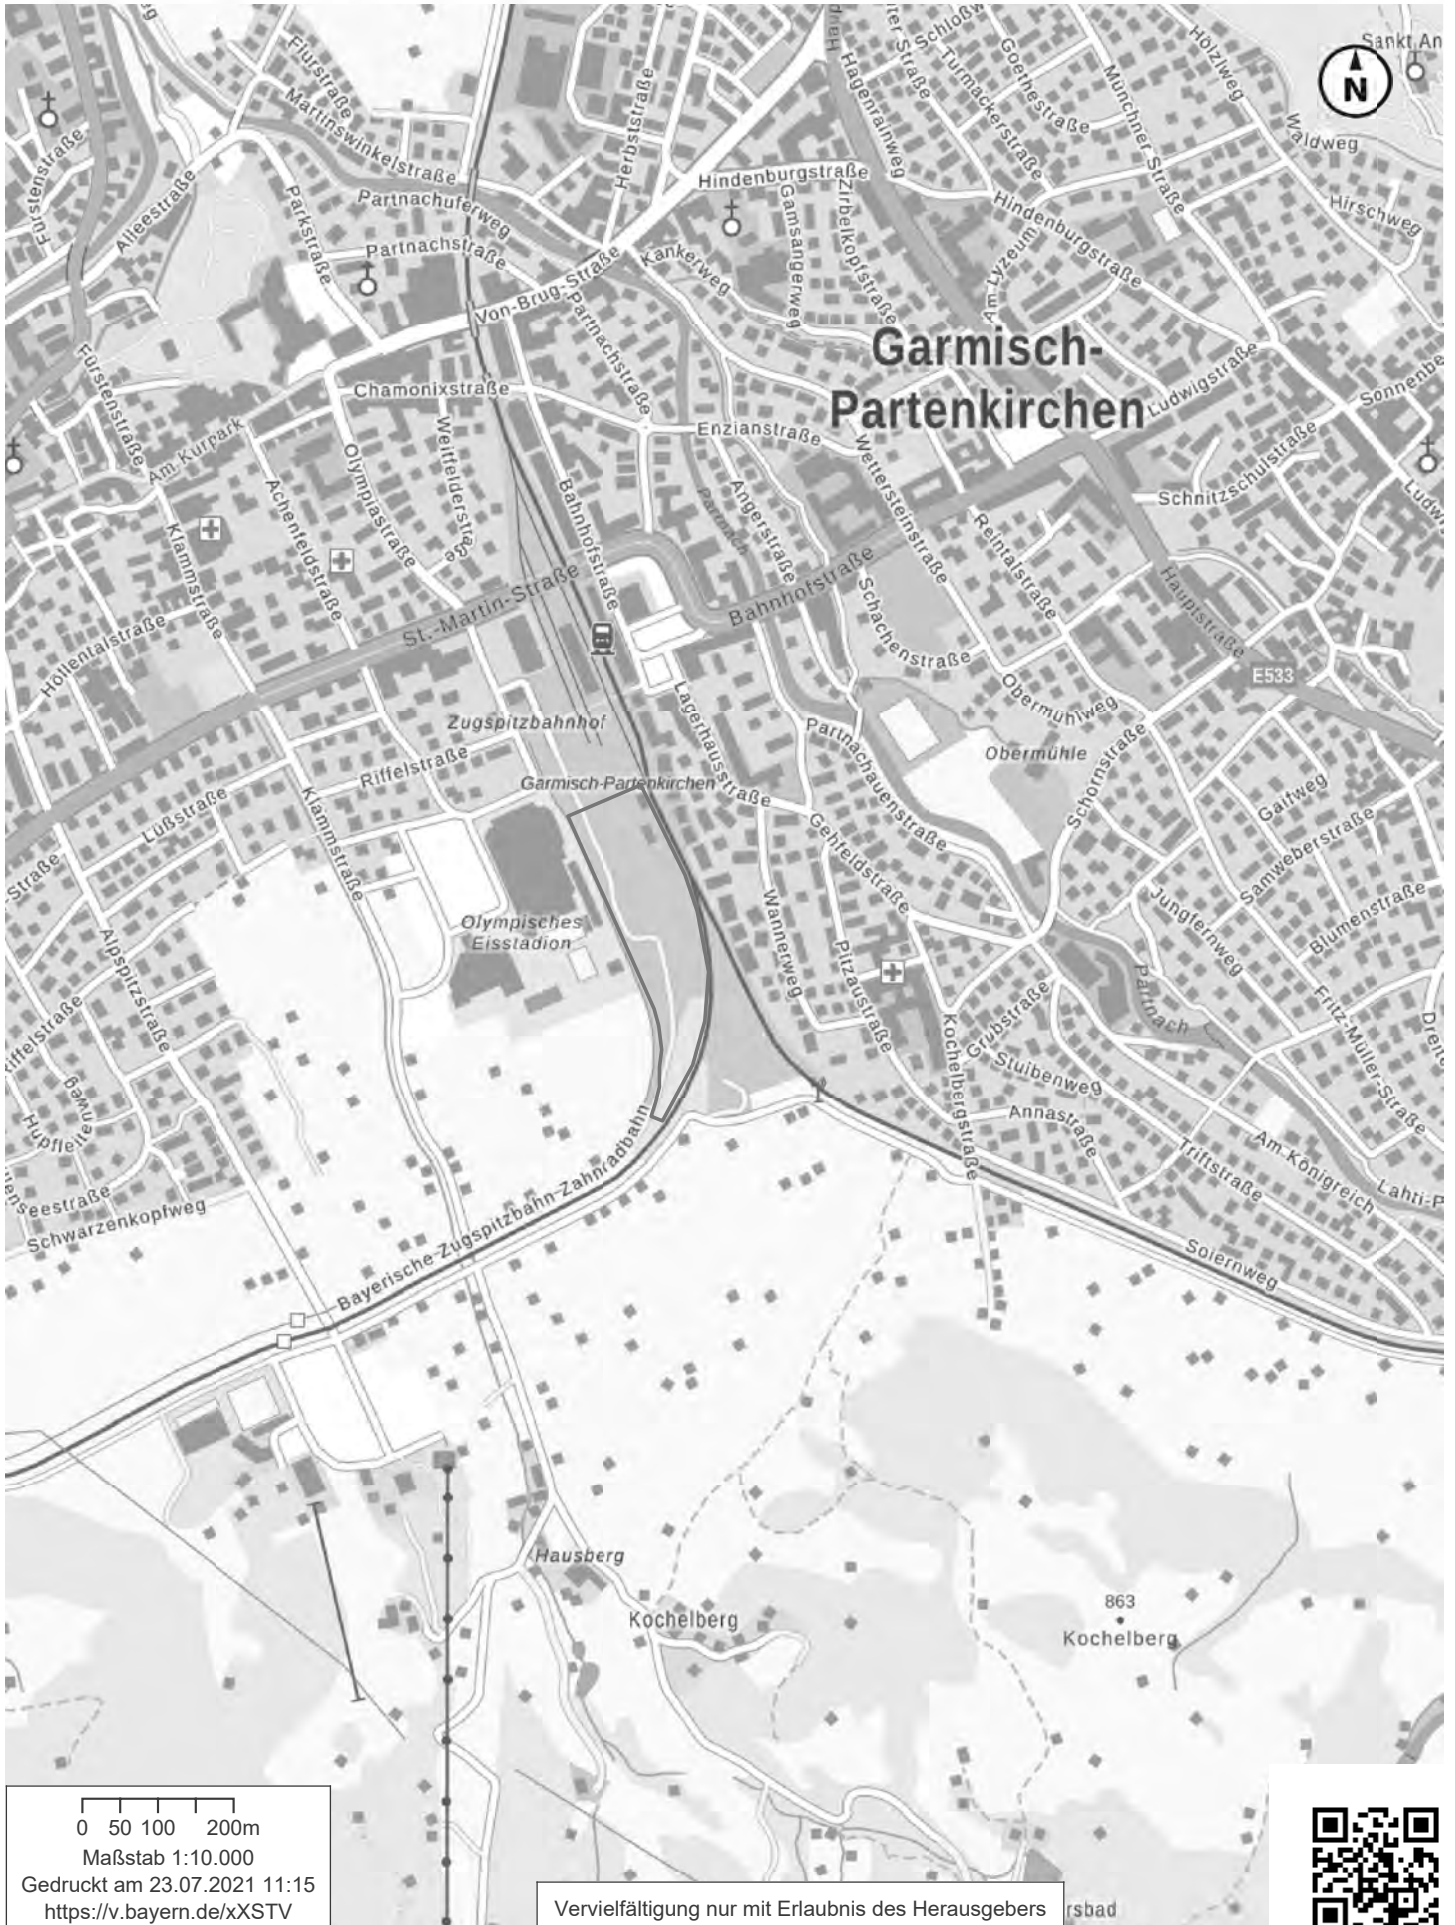 Flurstraße
Martinswinkelstraße
Herbststraße
Hagenrainweg
Schloßw
Turmackerstraße
Goethestraße
Münchner Straße
Hölzlweg
Sankt An
N
Waldweg
Fürstenstraße
Alleestraße
Parkstraße
Partnachuferweg
Partnachstraße
Hindenburgstraße
Gamsangerweg
Zirbelkopfstraße
Hindenburgstraße
Hirschweg
Kankerweg
Von-Brug-Straße
Partnachstraße
Am Lyzeum
Garmisch-
Partenkirchen
Ludwigstraße
Sonnenbe
Fürstenstraße
Chamonixstraße
Am Kurpark
Olympiastraße
Weitfelderstraße
Achenfeldstraße
Klammstraße
Enzianstraße
Wettersteinstraße
Angerstraße
Partnach
Bahnhofstraße
Schnitzschulstraße
Ludwi
Reintalstraße
Hauptstraße
Höllentalstraße
St.-Martin-Straße
Bahnhofstraße
Schachenstraße
Obermühlweg
E533
Zugspitzbahnhof
Lagerhausstraße
Partnachauenstraße
Obermühle
Schornstraße
Riffelstraße
Garmisch-Partenkirchen
Lüßstraße
Klammstraße
Gehfeldstraße
Gaifweg
Samweberstraße
-Straße
Alpspitzstraße
Olympisches
Eisstadion
Wannerweg
Pitzaustraße
Jungfernweg
Blumenstraße
Partnach
Fritz-Müller-Straße
Kochelbergstraße
Grubstraße
Stuibenweg
Annastraße
Triftstraße
Am Königreich
Lahti-P
Schwarzenkopfweg
Bayerische-Zugspitzbahn-Zahnradbahn
Soiernweg
Hausberg
Kochelberg
863
Kochelberg
rsbad
0 50 100 200m
Maßstab 1:10.000
Gedruckt am 23.07.2021 11:15
https://v.bayern.de/xXSTV
Vervielfältigung nur mit Erlaubnis des Herausgebers